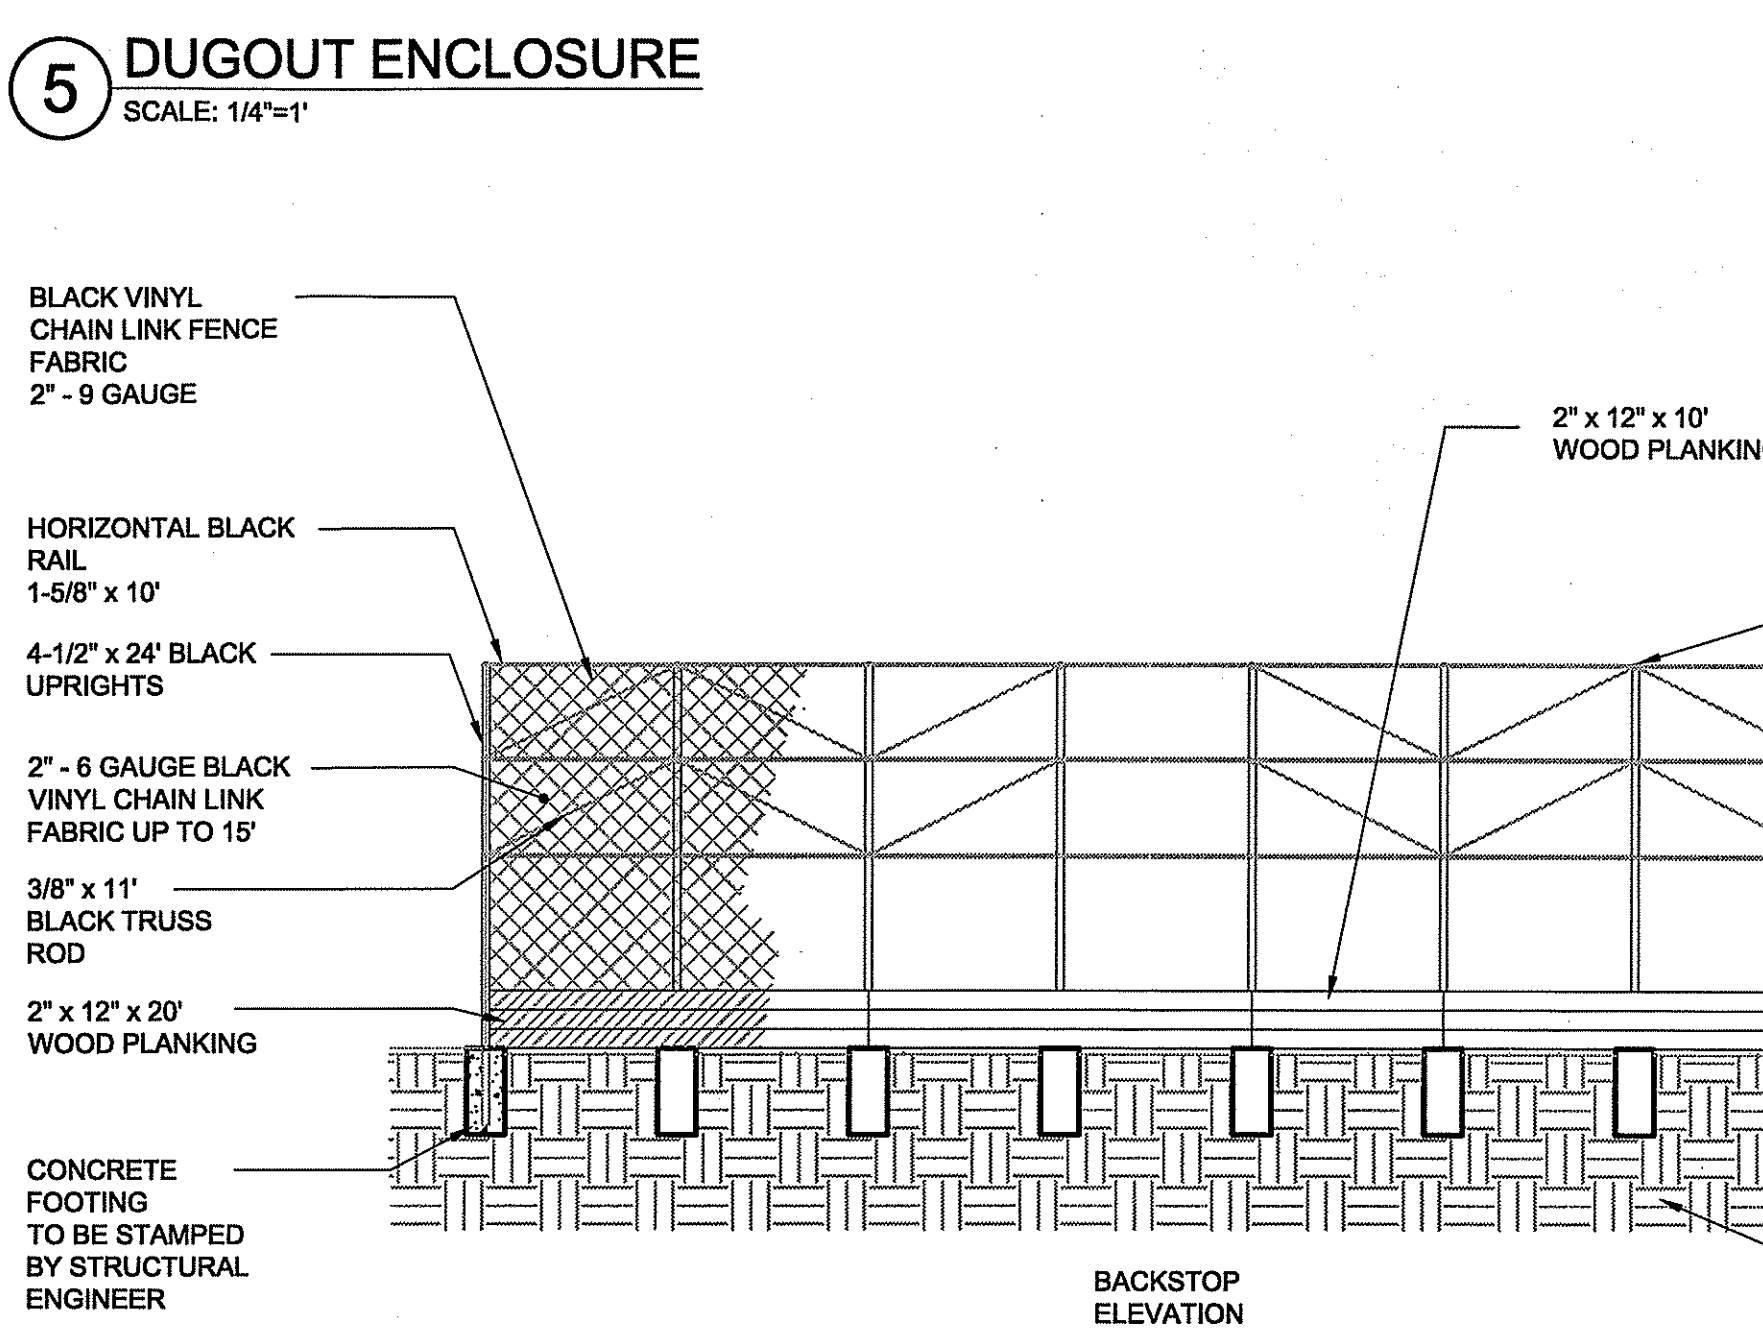 5
DUGOUT ENCLOSURE
SCALE: 1/4"=1'
BLACK VINYL
CHAIN LINK FENCE
FABRIC
2" - 9 GAUGE
2" x 12" x 10'
WOOD PLANKIN
HORIZONTAL BLACK
RAIL
1-5/8" x 10'
4-1/2" x 24' BLACK
UPRIGHTS
2" - 6 GAUGE BLACK
VINYL CHAIN LINK
FABRIC UP TO 15'
3/8" x 11'
BLACK TRUSS
ROD
2" x 12" x 20'
WOOD PLANKING
CONCRETE
FOOTING
TO BE STAMPED
BY STRUCTURAL
ENGINEER
BACKSTOP
ELEVATION